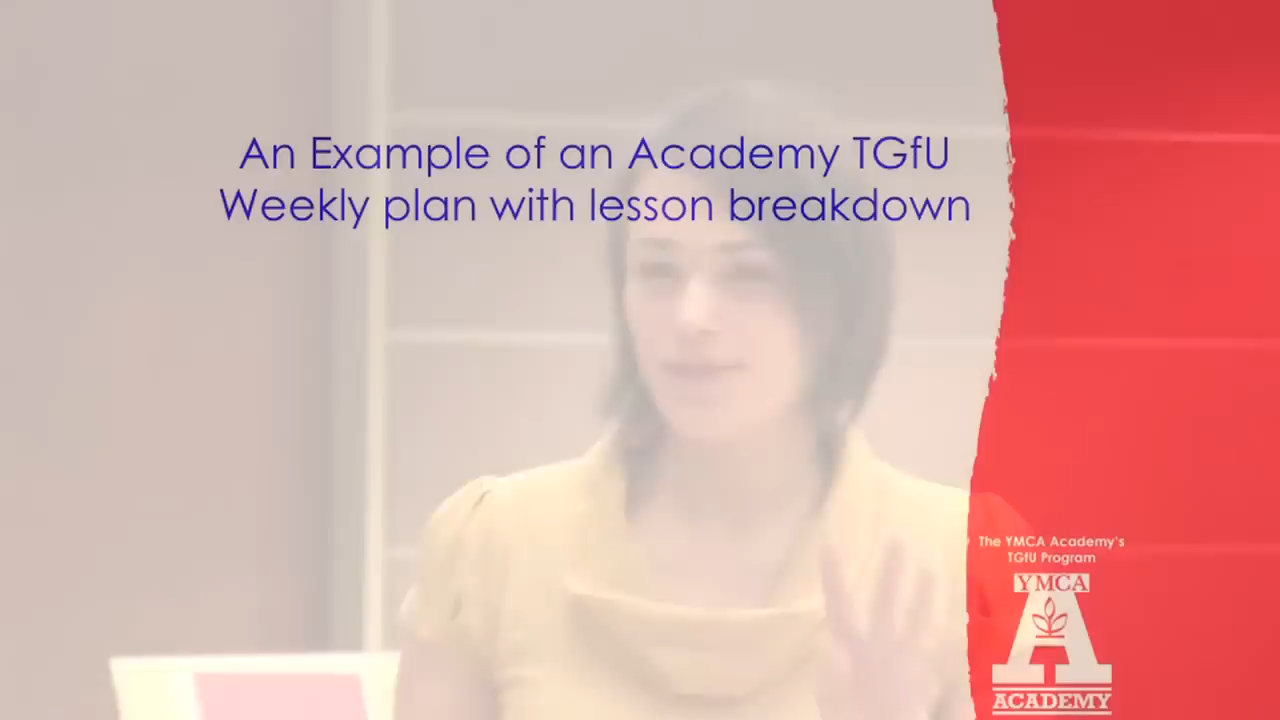 An Example of an Academy TGfU
Weekly plan with lesson breakdown
The YMCA Academy's
TGfU Program
YMCA
A
ACADEMY